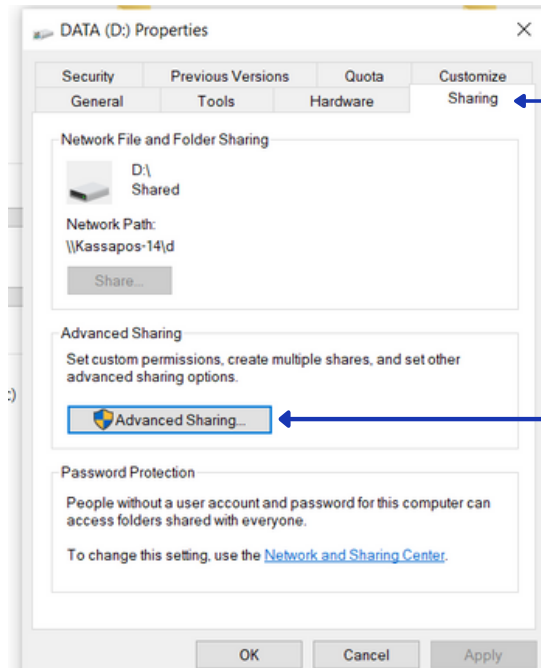 DATA (D:) Properties
Security Previous Versions Quota Customize
General Tools Hardware Sharing
Network File and Folder Sharing
D:\
Shared
Network Path:
\\Kassapos-14\d
Share...
Advanced Sharing
Set custom permissions, create multiple shares, and set other
advanced sharing options.
:)
Advanced Sharing...
Password Protection
People without a user account and password for this computer can
access folders shared with everyone.
To change this setting, use the Network and Sharing Center.
OK Cancel Apply